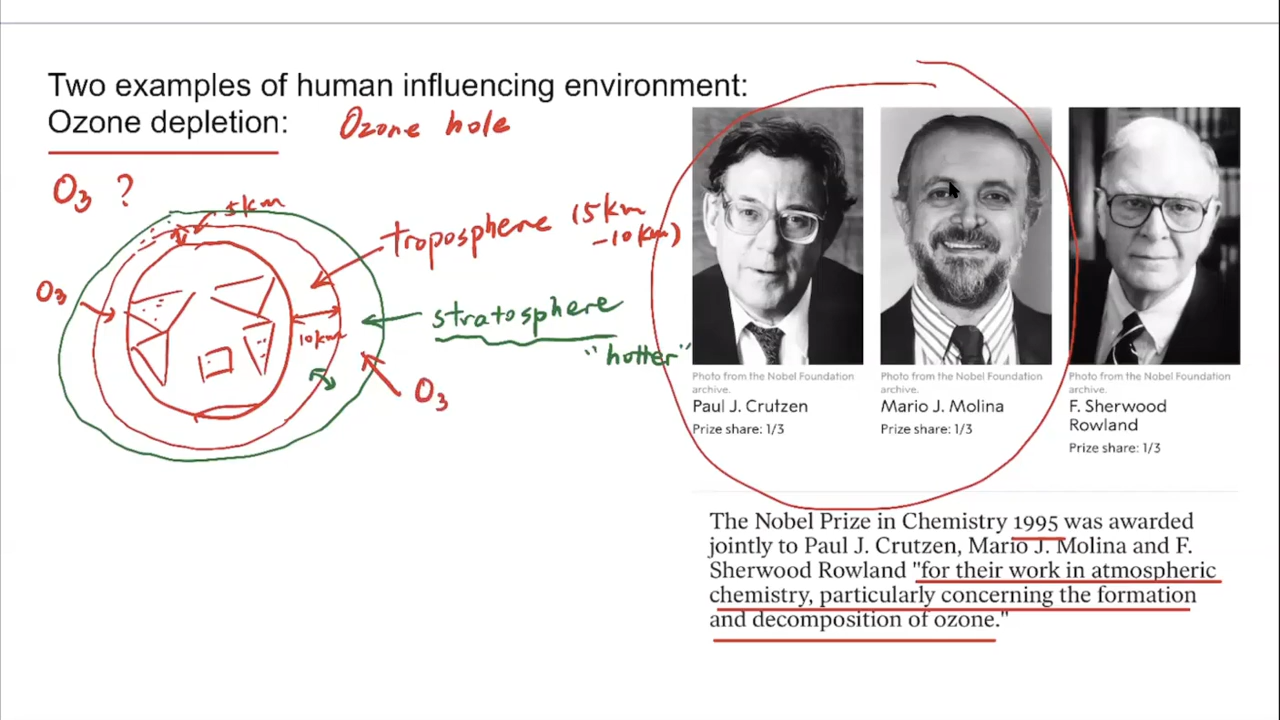 Two examples of human influencing environment:
Ozone depletion: Ozone hole
O₃ ?
5km
troposphere (5km
-10km)
O₃
stratosphere
10km
"hotter"
O₃
Photo from the Nobel Foundation
archive.
Paul J. Crutzen
Prize share: 1/3
Photo from the Nobel Foundation
archive.
Mario J. Molina
Prize share: 1/3
Photo from the Nobel Foundation
archive.
F. Sherwood
Rowland
Prize share: 1/3
The Nobel Prize in Chemistry 1995 was awarded
jointly to Paul J. Crutzen, Mario J. Molina and F.
Sherwood Rowland "for their work in atmospheric
chemistry, particularly concerning the formation
and decomposition of ozone."